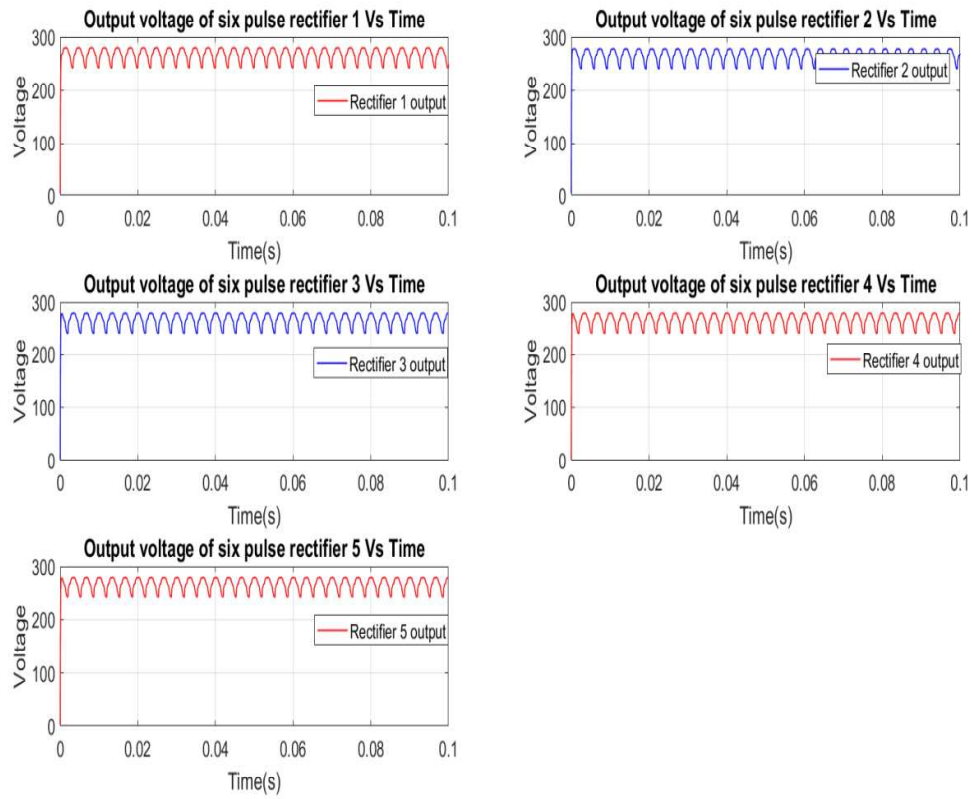 Output voltage of six pulse rectifier 1 Vs Time
300
200
100
0
Voltage
Rectifier 1 output
0 0.02 0.04 0.06 0.08 0.1
Time(s)
Output voltage of six pulse rectifier 2 Vs Time
300
200
100
0
Voltage
Rectifier 2 output
0 0.02 0.04 0.06 0.08 0.1
Time(s)
Output voltage of six pulse rectifier 3 Vs Time
300
200
100
0
Voltage
Rectifier 3 output
0 0.02 0.04 0.06 0.08 0.1
Time(s)
Output voltage of six pulse rectifier 4 Vs Time
300
200
100
0
Voltage
Rectifier 4 output
0 0.02 0.04 0.06 0.08 0.1
Time(s)
Output voltage of six pulse rectifier 5 Vs Time
300
200
100
0
Voltage
Rectifier 5 output
0 0.02 0.04 0.06 0.08 0.1
Time(s)